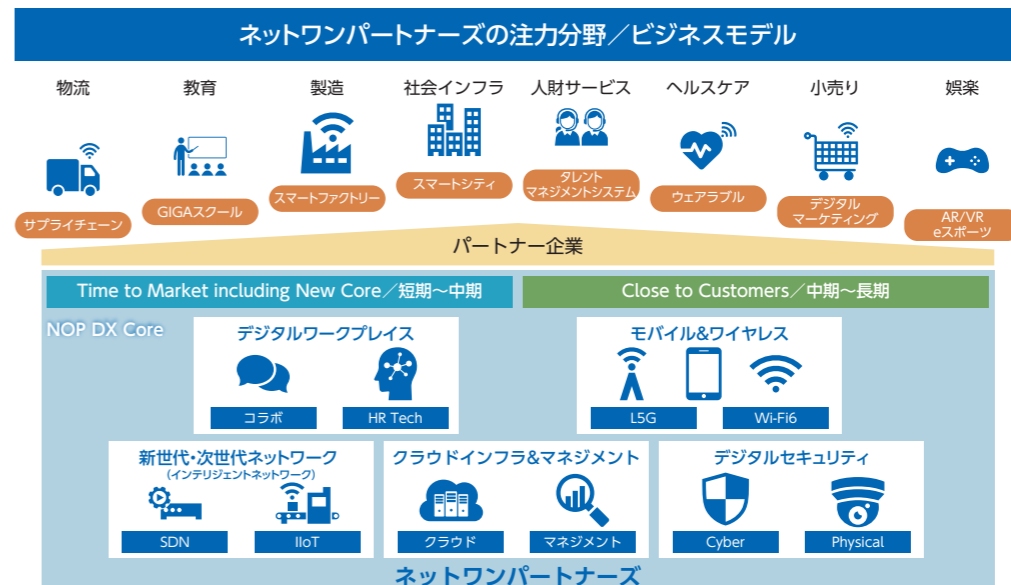 ネットワンパートナーズの注力分野／ビジネスモデル
物流
教育
製造
社会インフラ
人財サービス
ヘルスケア
小売り
娯楽
サプライチェーン
GIGAスクール
スマートファクトリー
スマートシティ
タレント
マネジメントシステム
ウェアラブル
デジタル
マーケティング
AR/VR
eスポーツ
パートナー企業
Time to Market including New Core／短期～中期
Close to Customers／中期～長期
NOP DX Core
デジタルワークプレイス
コラボ
HR Tech
モバイル&ワイヤレス
L5G
Wi-Fi6
新世代・次世代ネットワーク
(インテリジェントネットワーク)
SDN
IIoT
クラウドインフラ&マネジメント
クラウド
マネジメント
デジタルセキュリティ
Cyber
Physical
ネットワンパートナーズ